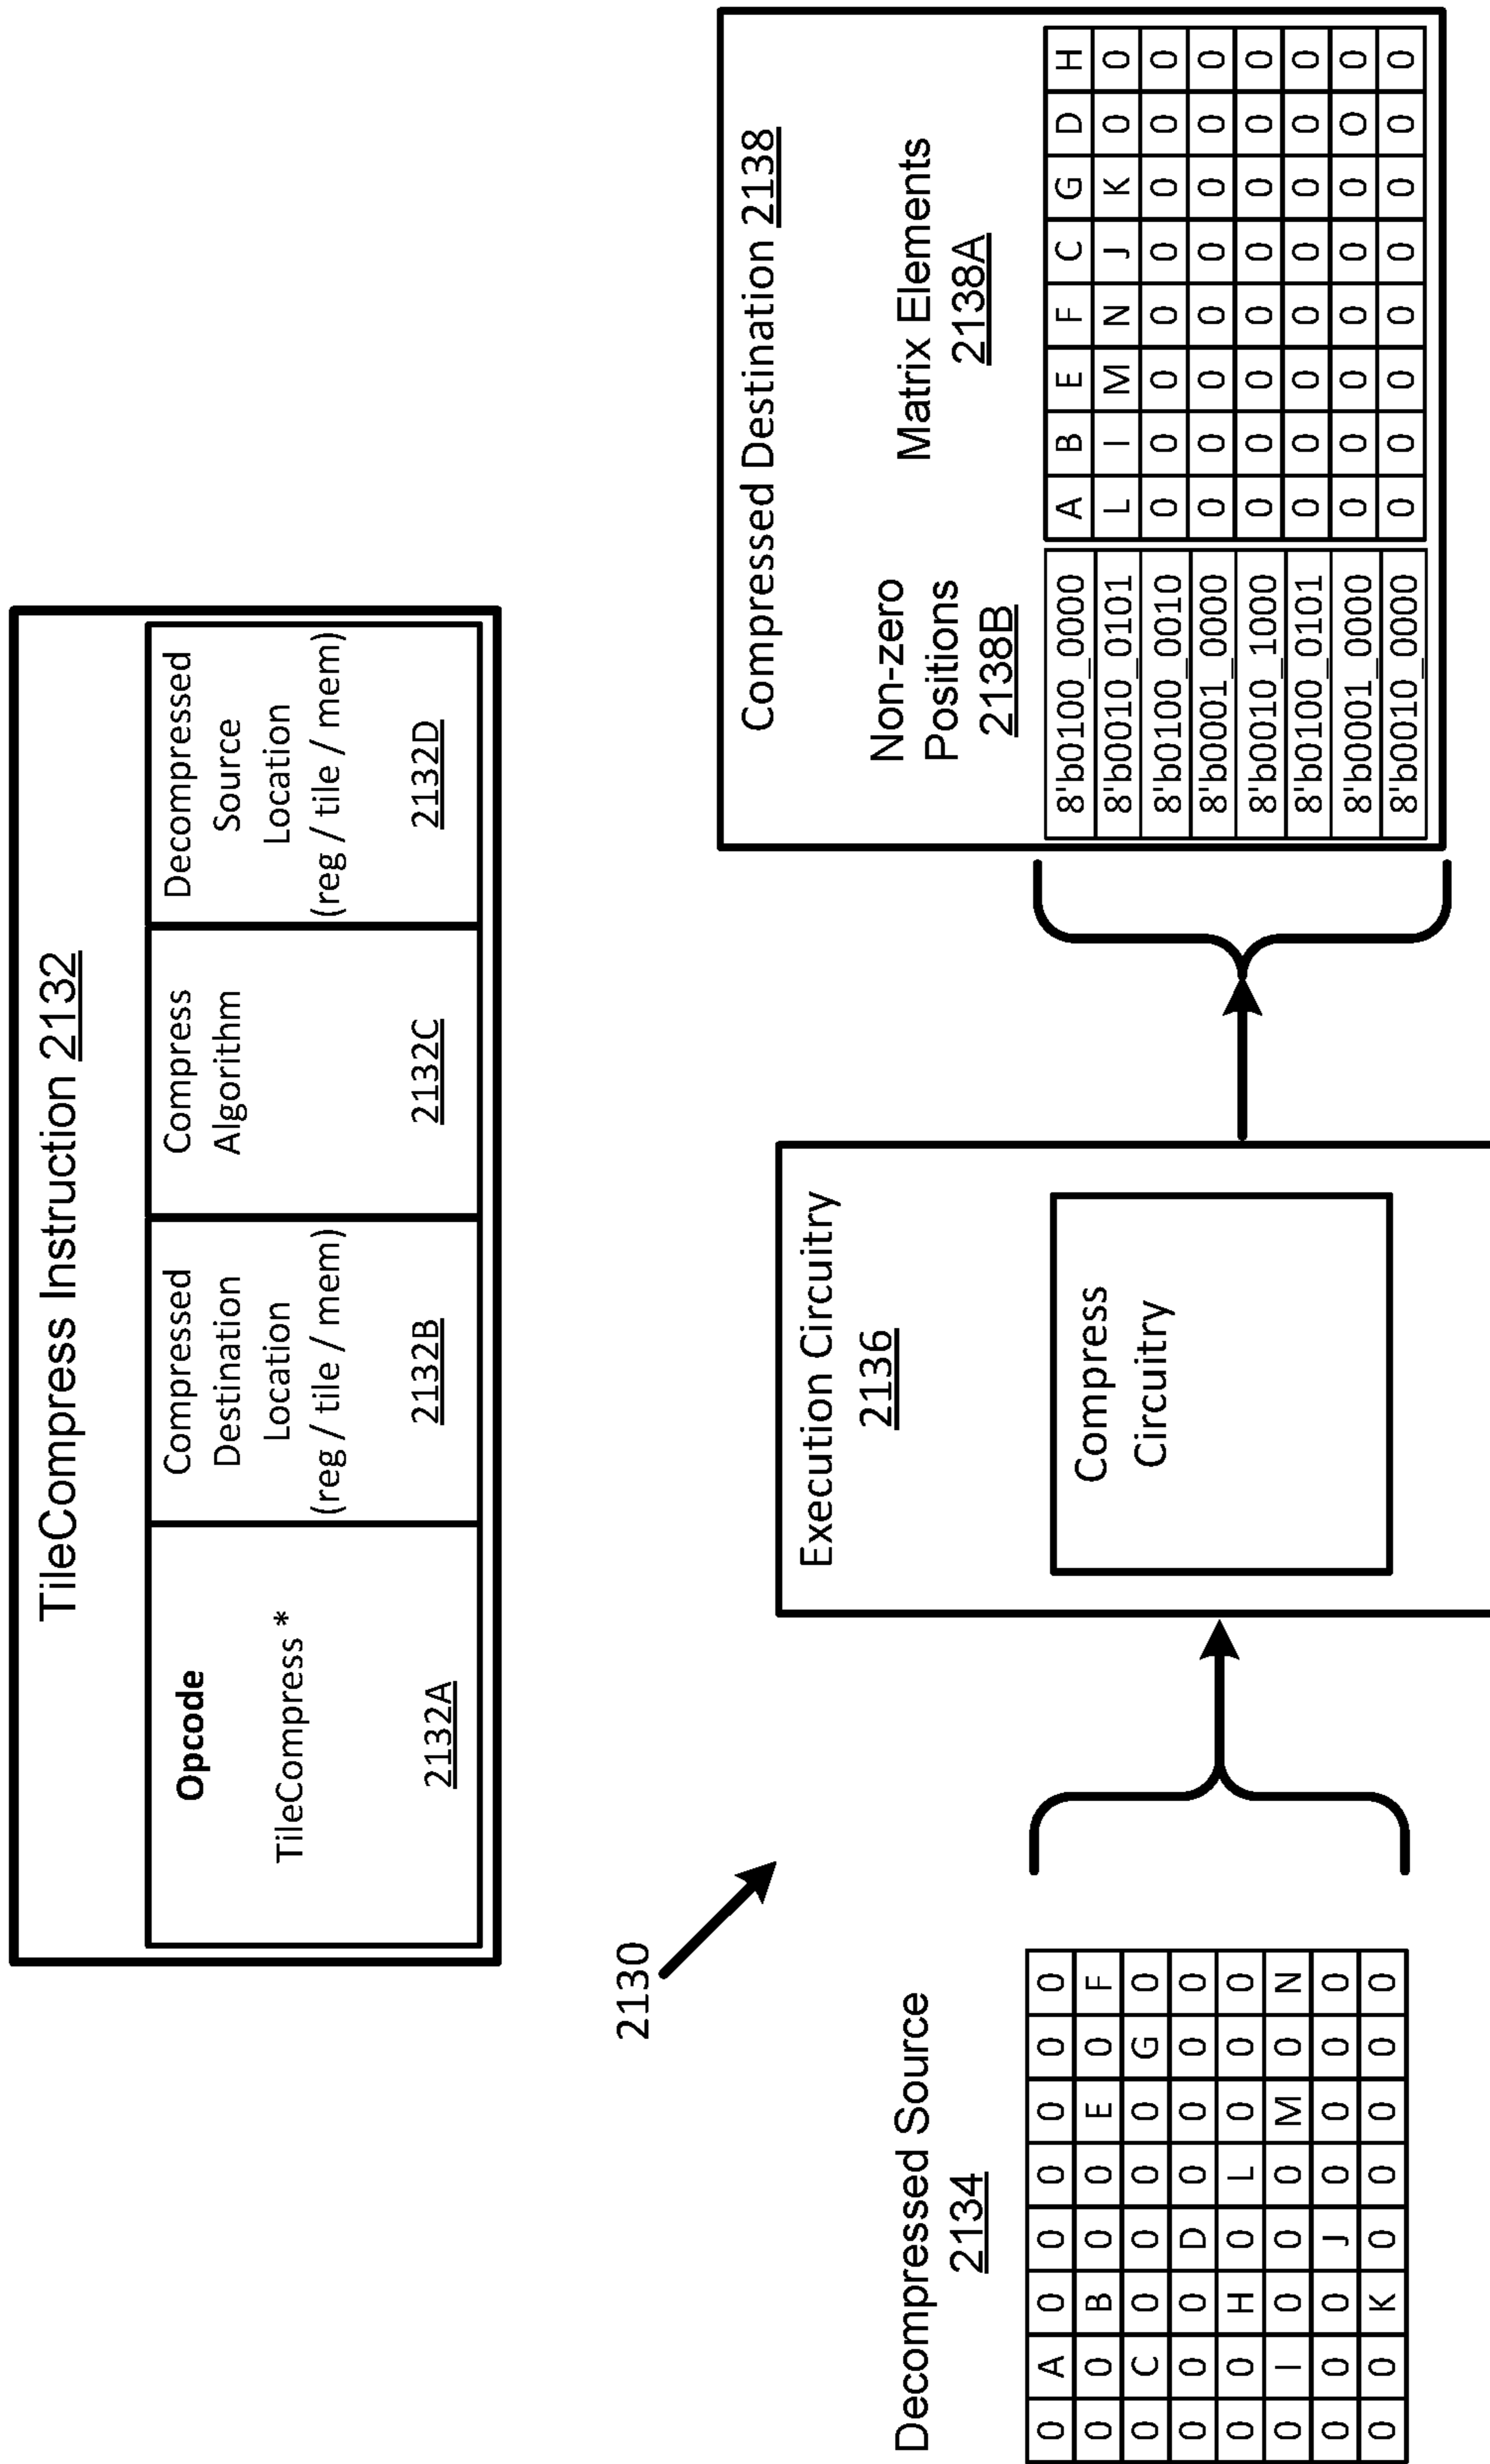 TileCompress Instruction 2132
Opcode
TileCompress *
2132A
Compressed
Destination
Location
(reg / tile / mem)
2132B
Compress
Algorithm
2132C
Decompressed
Source
Location
(reg / tile / mem)
2132D
2130
Decompressed Source
2134
0 A 0 0 0 0 0 0
0 0 B 0 0 E 0 F
0 C 0 0 0 0 G 0
0 0 0 D 0 0 0 0
0 0 H 0 L 0 0 0
0 I 0 0 0 M 0 N
0 0 0 J 0 0 0 0
0 0 K 0 0 0 0 0
Execution Circuitry
2136
Compress
Circuitry
Compressed Destination 2138
Non-zero
Positions
2138B
Matrix Elements
2138A
8'b0100_0000 A B E F C G D H
8'b0010_0101 L I M N J K 0 0
8'b0100_0010 0 0 0 0 0 0 0 0
8'b0001_0000 0 0 0 0 0 0 0 0
8'b0010_1000 0 0 0 0 0 0 0 0
8'b0100_0101 0 0 0 0 0 0 0 0
8'b0001_0000 0 0 0 0 0 0 O 0
8'b0010_0000 0 0 0 0 0 0 0 0